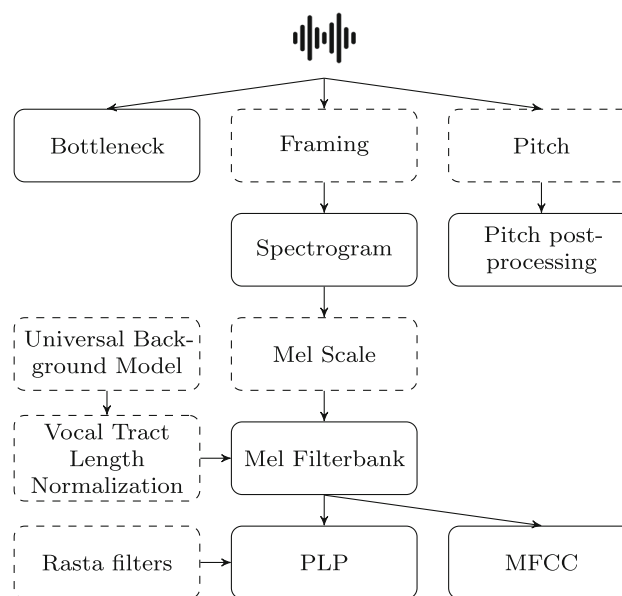 Bottleneck
Framing
Pitch
Spectrogram
Pitch post-
processing
Universal Back-
ground Model
Mel Scale
Vocal Tract
Length
Normalization
Mel Filterbank
Rasta filters
PLP
MFCC